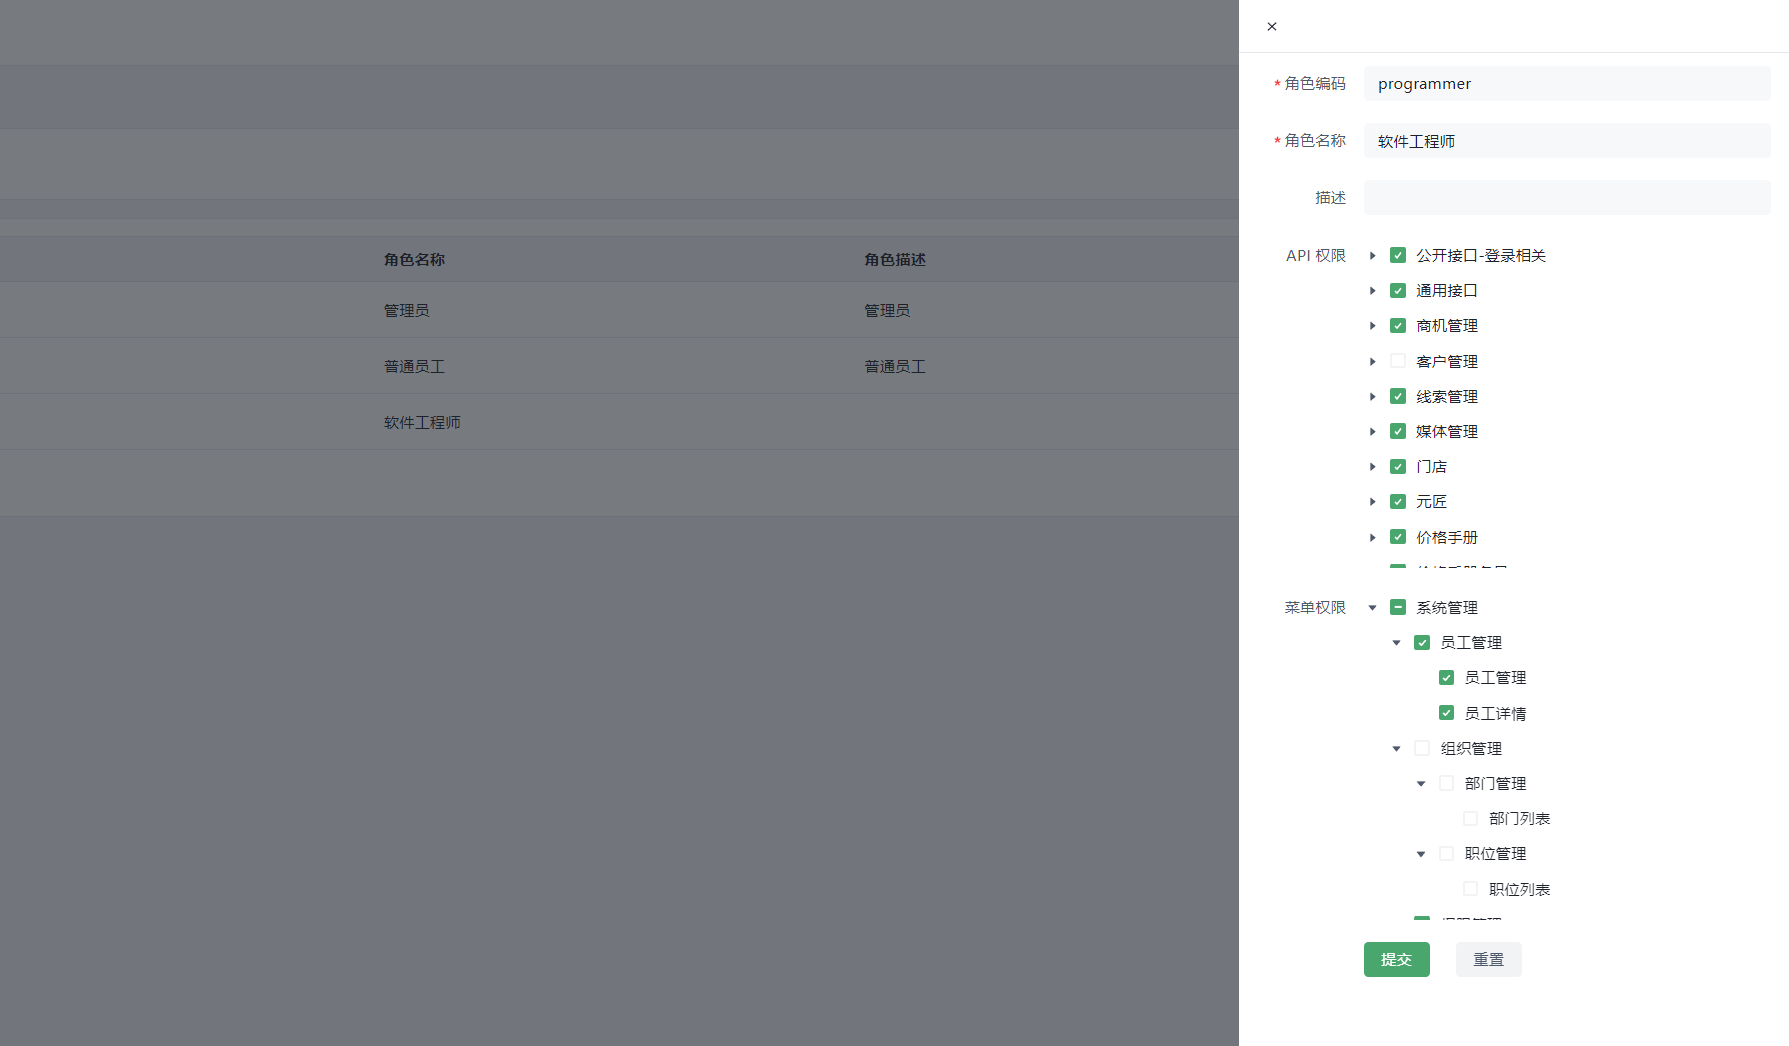 角色名称 角色描述
管理员 管理员
普通员工 普通员工
软件工程师
* 角色编码 programmer
* 角色名称 软件工程师
描述
API 权限 公开接口-登录相关
通用接口
商机管理
客户管理
线索管理
媒体管理
门店
元匠
价格手册
菜单权限 系统管理
员工管理
员工管理
员工详情
组织管理
部门管理
部门列表
职位管理
职位列表
提交 重置